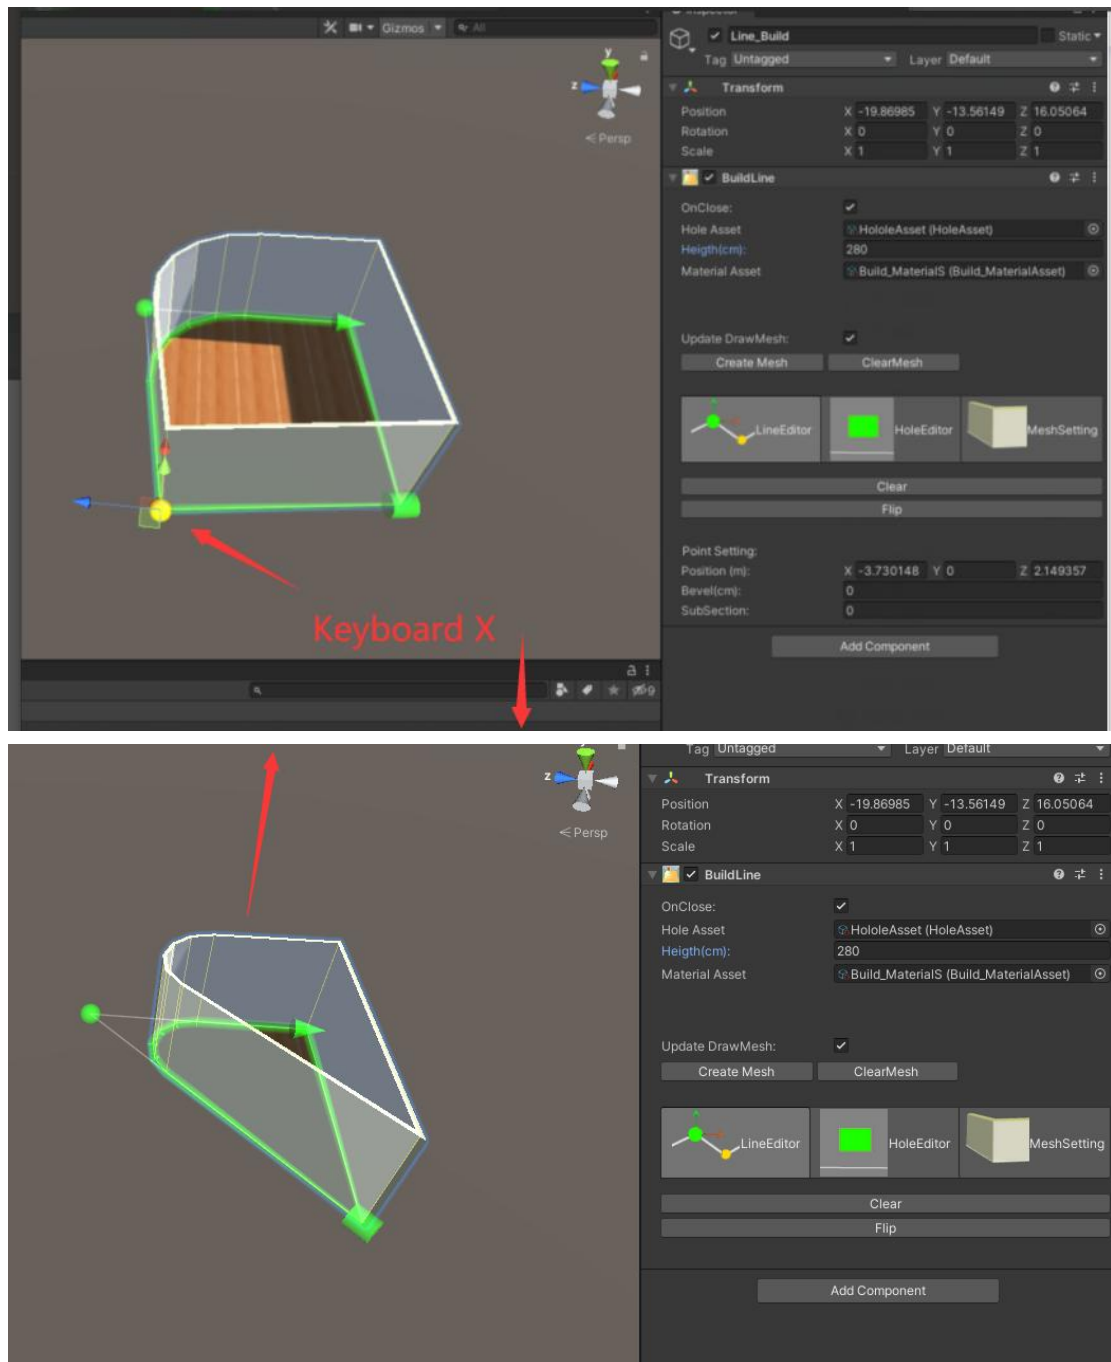 Gizmos All
Inspector
Line_Build Static
Tag Untagged Layer Default
y
z
Persp
Transform
Position X -19.86985 Y -13.56149 Z 16.05064
Rotation X 0 Y 0 Z 0
Scale X 1 Y 1 Z 1
BuildLine
OnClose:
Hole Asset HololeAsset (HoleAsset)
Heigth(cm): 280
Material Asset Build_MaterialS (Build_MaterialAsset)
Update DrawMesh:
Create Mesh ClearMesh
LineEditor HoleEditor MeshSetting
Clear
Flip
Point Setting:
Position (m): X -3.730148 Y 0 Z 2.149357
Bevel(cm): 0
SubSection: 0
Keyboard X
Add Component
9
Tag Untagged Layer Default
z
Persp
Transform
Position X -19.86985 Y -13.56149 Z 16.05064
Rotation X 0 Y 0 Z 0
Scale X 1 Y 1 Z 1
BuildLine
OnClose:
Hole Asset HololeAsset (HoleAsset)
Heigth(cm): 280
Material Asset Build_MaterialS (Build_MaterialAsset)
Update DrawMesh:
Create Mesh ClearMesh
LineEditor HoleEditor MeshSetting
Clear
Flip
Add Component